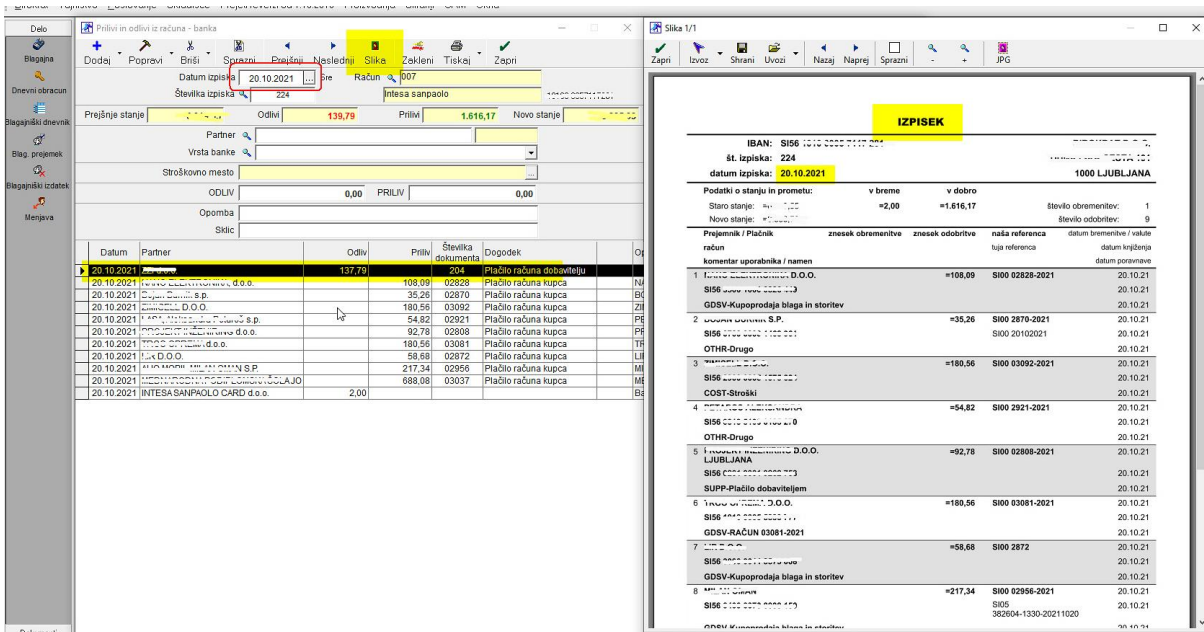 Delo
Blagajna
Dnevni obracun
Blagajniški dnevnik
Blag. prejemek
Blagajniški izdatek
Menjava
Prilivi in odlivi iz računa - banka
Dodaj Popravi Briši Sprazni Prejšnji Naslednji Slika Zakleni Tiskaj Zapri
Datum izpiska 20.10.2021 ... Sre Račun 007
Številka izpiska 224 Intesa sanpaolo
Prejšnje stanje Odlivi 139,79 Prilivi 1.616,17 Novo stanje
Partner
Vrsta banke
Stroškovno mesto ...
ODLIV 0,00 PRILIV 0,00
Opomba
Sklic
Datum Partner Odliv Priliv Številka dokumenta Dogodek
20.10.2021 d.o.o. 137,79 204 Plačilo računa dobavitelju
20.10.2021 d.o.o. 108,09 02828 Plačilo računa kupca
20.10.2021 s.p. 35,26 02870 Plačilo računa kupca
20.10.2021 D.O.O. 180,56 03092 Plačilo računa kupca
20.10.2021 s.p. 54,82 02921 Plačilo računa kupca
20.10.2021 d.o.o. 92,78 02808 Plačilo računa kupca
20.10.2021 d.o.o. 180,56 03081 Plačilo računa kupca
20.10.2021 D.O.O. 58,68 02872 Plačilo računa kupca
20.10.2021 S.P. 217,34 02956 Plačilo računa kupca
20.10.2021 688,08 03037 Plačilo računa kupca
20.10.2021 INTESA SANPAOLO CARD d.o.o. 2,00
Slika 1/1
Zapri Izvoz Shrani Uvozi Nazaj Naprej Sprazni - + JPG
IZPISEK
IBAN: SI56
št. izpiska: 224
datum izpiska: 20.10.2021 1000 LJUBLJANA
Podatki o stanju in prometu: v breme v dobro
Staro stanje: =2,00 =1.616,17 število obremenitev: 1
Novo stanje: število odobritev: 9
Prejemnik / Plačnik znesek obremenitve znesek odobritve naša referenca datum bremenitve / valute
račun tuja referenca datum knjiženja
komentar uporabnika / namen datum poravnave
1 D.O.O. =108,09 SI00 02828-2021 20.10.21
SI56 20.10.21
GDSV-Kupoprodaja blaga in storitev 20.10.21
2 S.P. =35,26 SI00 2870-2021 20.10.21
SI56 SI00 20102021 20.10.21
OTHR-Drugo 20.10.21
3 =180,56 SI00 03092-2021 20.10.21
SI56 20.10.21
COST-Stroški 20.10.21
4 =54,82 SI00 2921-2021 20.10.21
SI56 20.10.21
OTHR-Drugo 20.10.21
5 D.O.O. =92,78 SI00 02808-2021 20.10.21
LJUBLJANA
SI56 20.10.21
SUPP-Plačilo dobaviteljem 20.10.21
6 D.O.O. =180,56 SI00 03081-2021 20.10.21
SI56 20.10.21
GDSV-RAČUN 03081-2021 20.10.21
7 =58,68 SI00 2872 20.10.21
SI56 20.10.21
GDSV-Kupoprodaja blaga in storitev 20.10.21
8 =217,34 SI00 02956-2021 20.10.21
SI56 SI05 20.10.21
382604-1330-20211020
GDSV-Kupoprodaja blaga in storitev 20.10.21